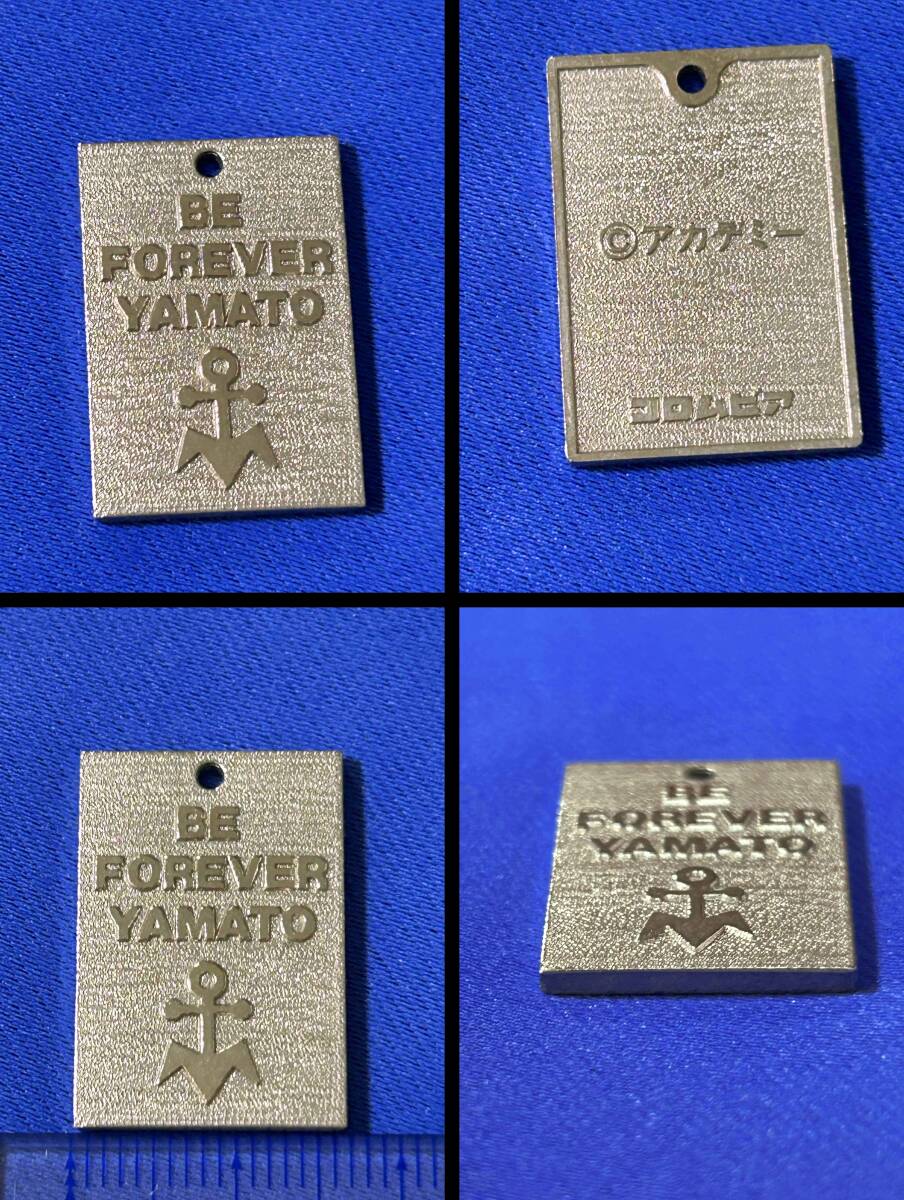 BE
FOREVER
YAMATO
©アカデミー
コロムビア
BE
FOREVER
YAMATO
BE
FOREVER
YAMATO